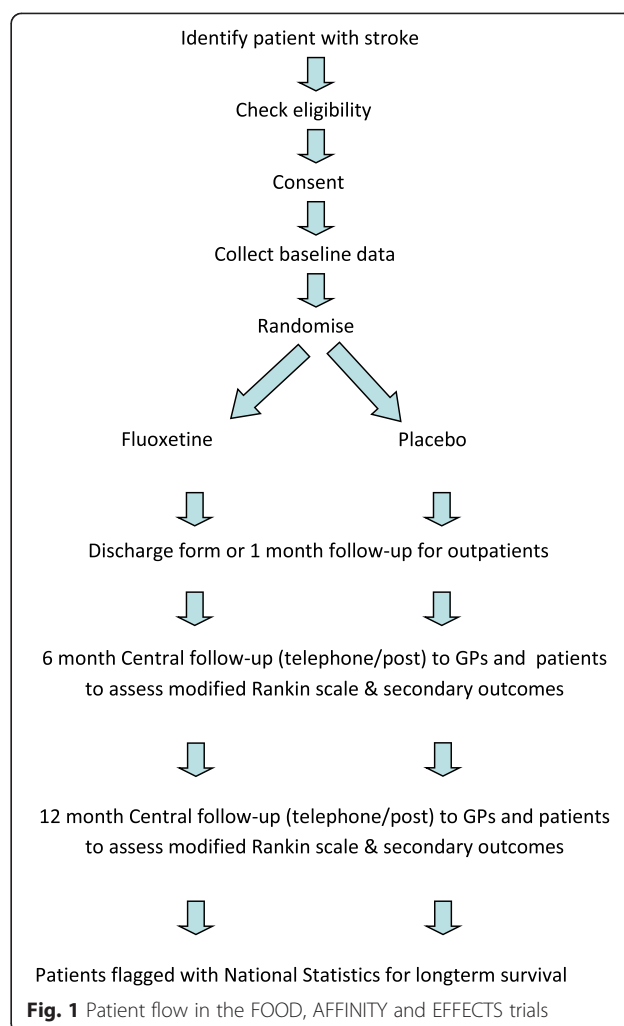 Identify patient with stroke
Check eligibility
Consent
Collect baseline data
Randomise
Fluoxetine
Placebo
Discharge form or 1 month follow-up for outpatients
6 month Central follow-up (telephone/post) to GPs and patients
to assess modified Rankin scale & secondary outcomes
12 month Central follow-up (telephone/post) to GPs and patients
to assess modified Rankin scale & secondary outcomes
Patients flagged with National Statistics for longterm survival
Fig. 1 Patient flow in the FOOD, AFFINITY and EFFECTS trials